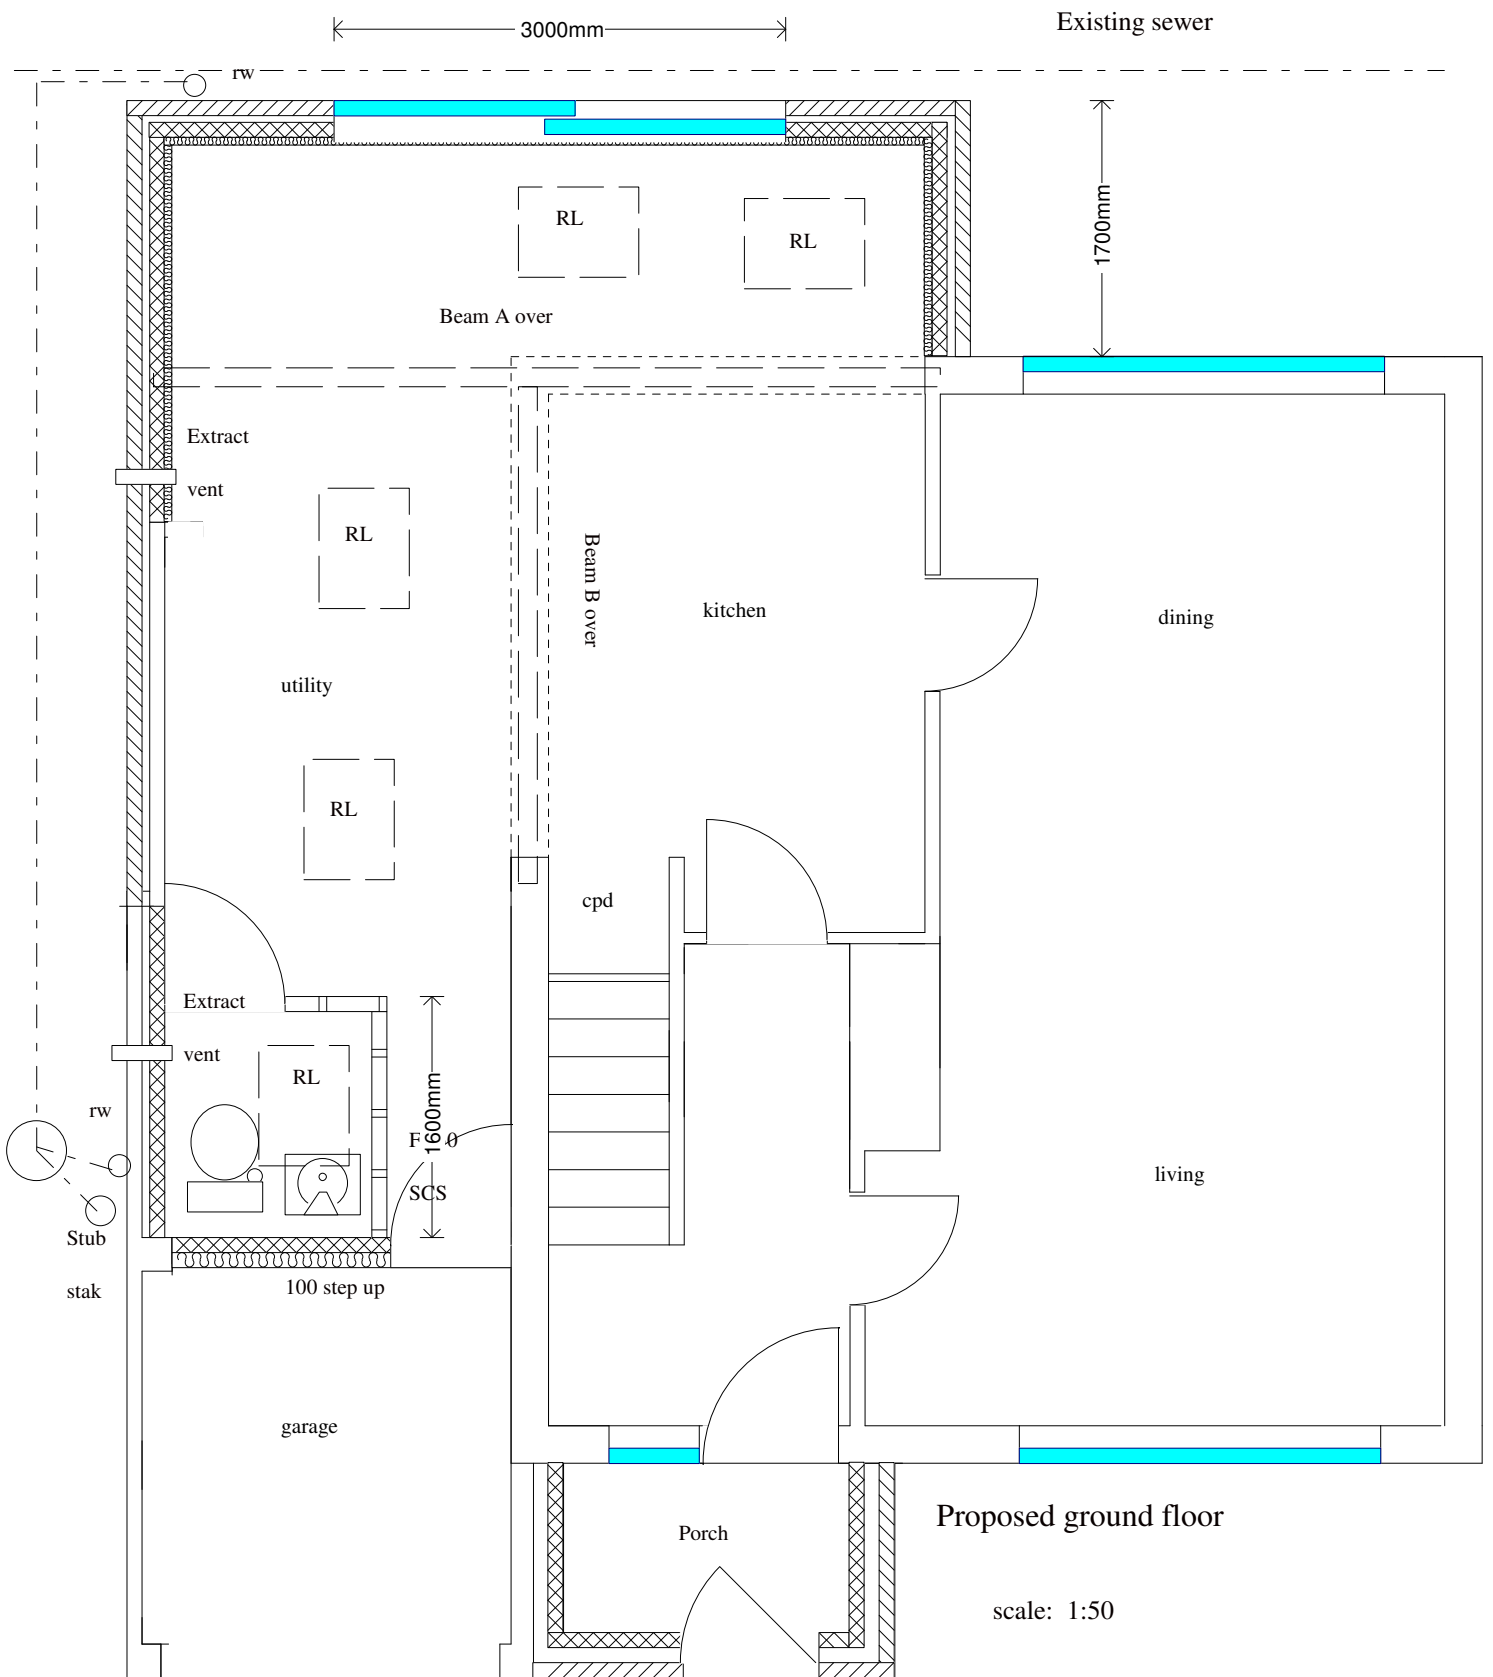 3000mm
Existing sewer
rw
RL
RL
1700mm
Beam A over
Extract
vent
RL
Beam B over
kitchen
dining
utility
RL
cpd
Extract
vent
RL
1600mm
rw
SCS
living
Stub
stak
100 step up
garage
Proposed ground floor
Porch
scale: 1:50